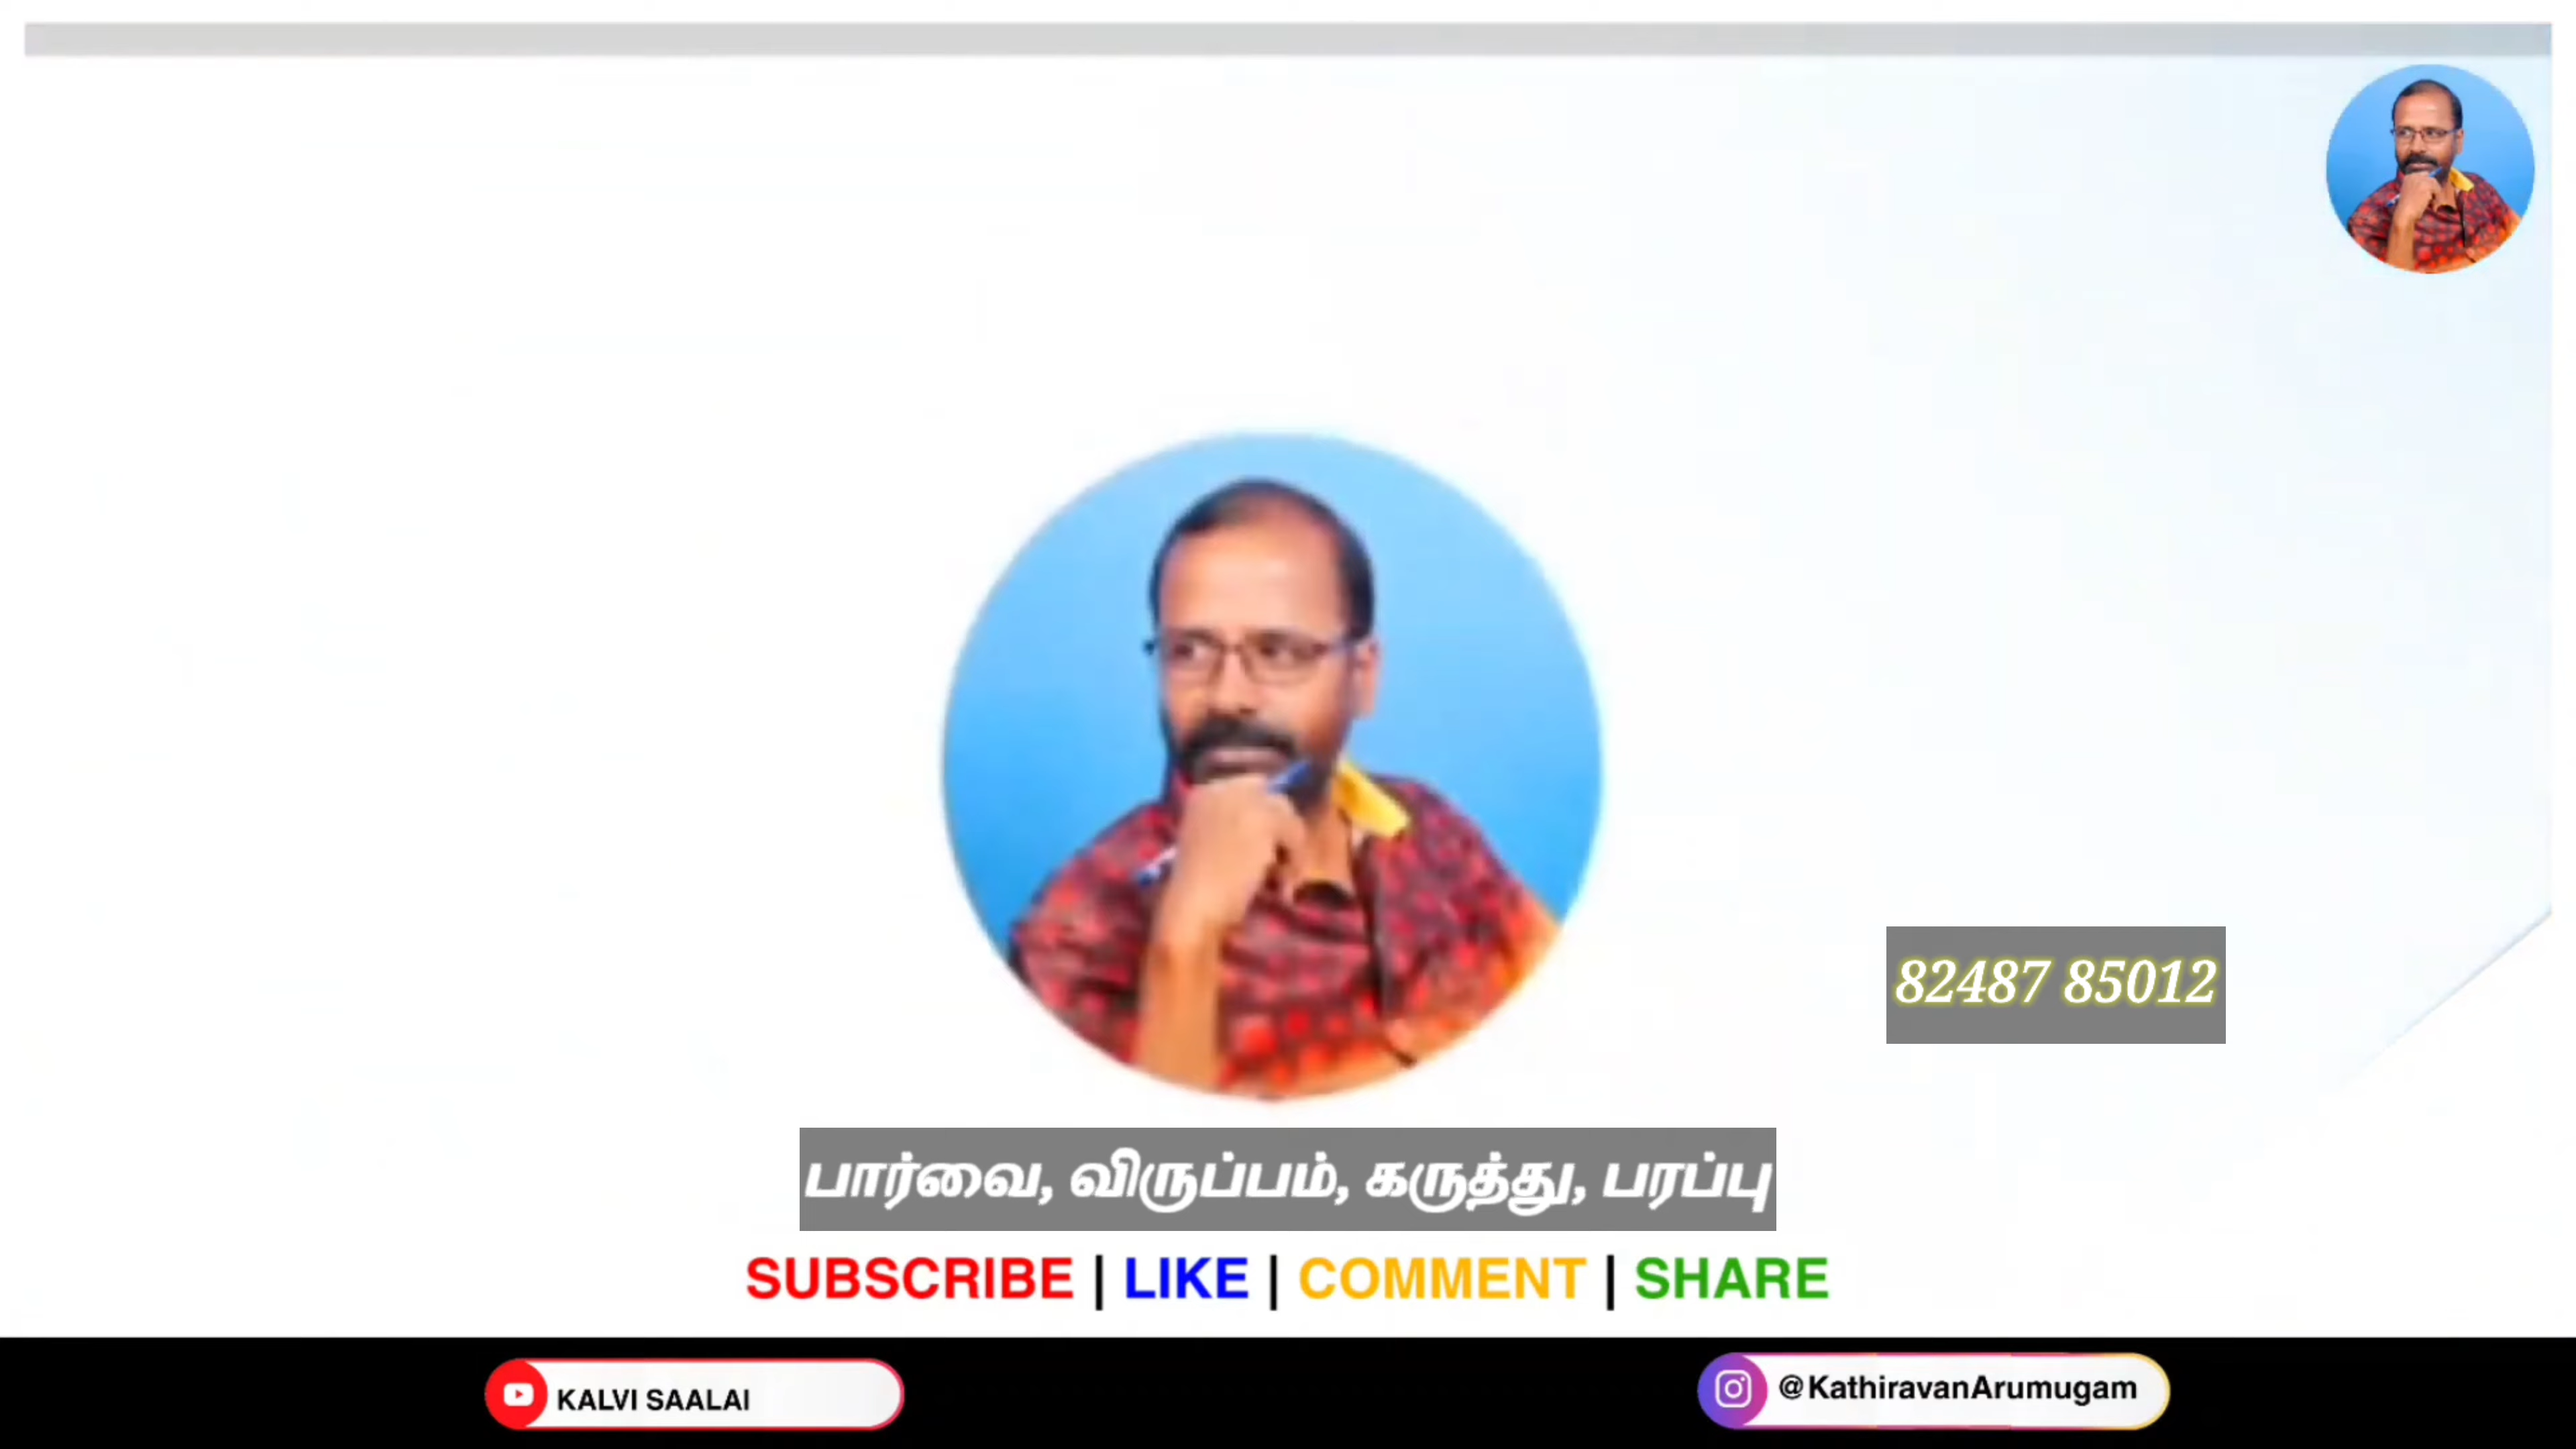 82487 85012
பார்வை, விருப்பம், கருத்து, பரப்பு
SUBSCRIBE | LIKE | COMMENT | SHARE
KALVI SAALAI
@KathiravanArumugam